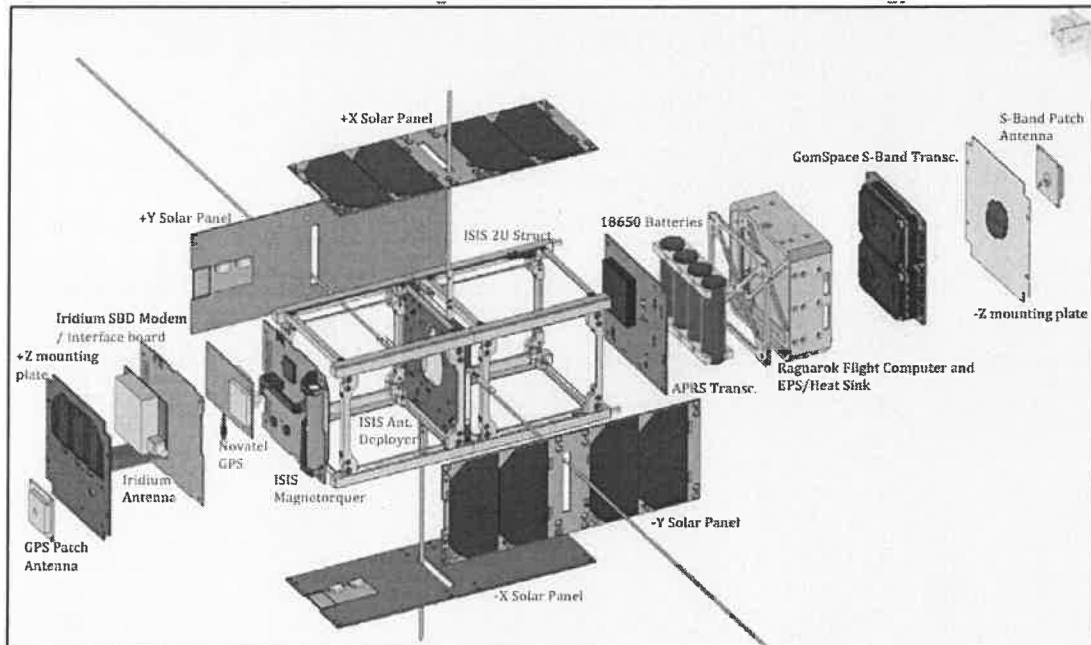 +X Solar Panel
S-Band Patch
Antenna
GomSpace S-Band Transc.
+Y Solar Panel
18650 Batteries
ISIS 2U Struct
Iridium SBD Modem
/ Interface board
+Z mounting
plate
-Z mounting plate
Ragnarok Flight Computer and
EPS/Heat Sink
APRS Transc.
ISIS Ant.
Deployer
Novatel
GPS
Iridium
Antenna
ISIS
Magnetorquer
-Y Solar Panel
GPS Patch
Antenna
-X Solar Panel